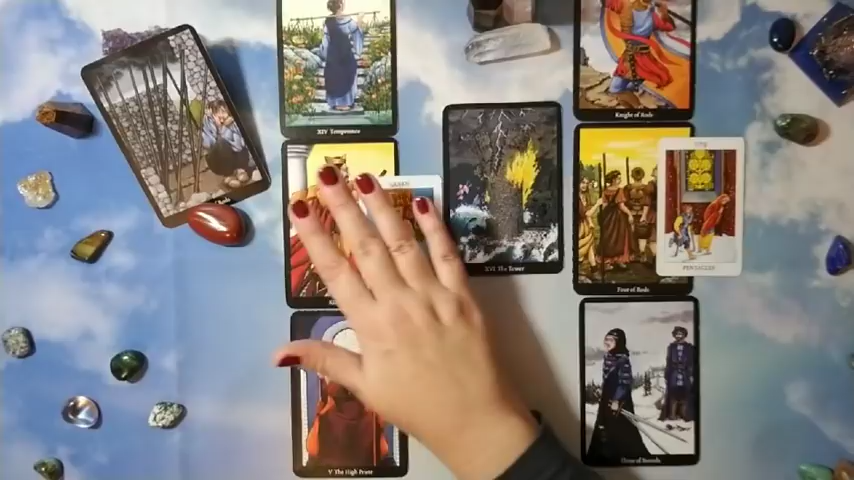 XIV Temperance
Knight of Rods
XVI The Tower
Four of Rods
PENTACLES
V The High Priest
Three of Swords